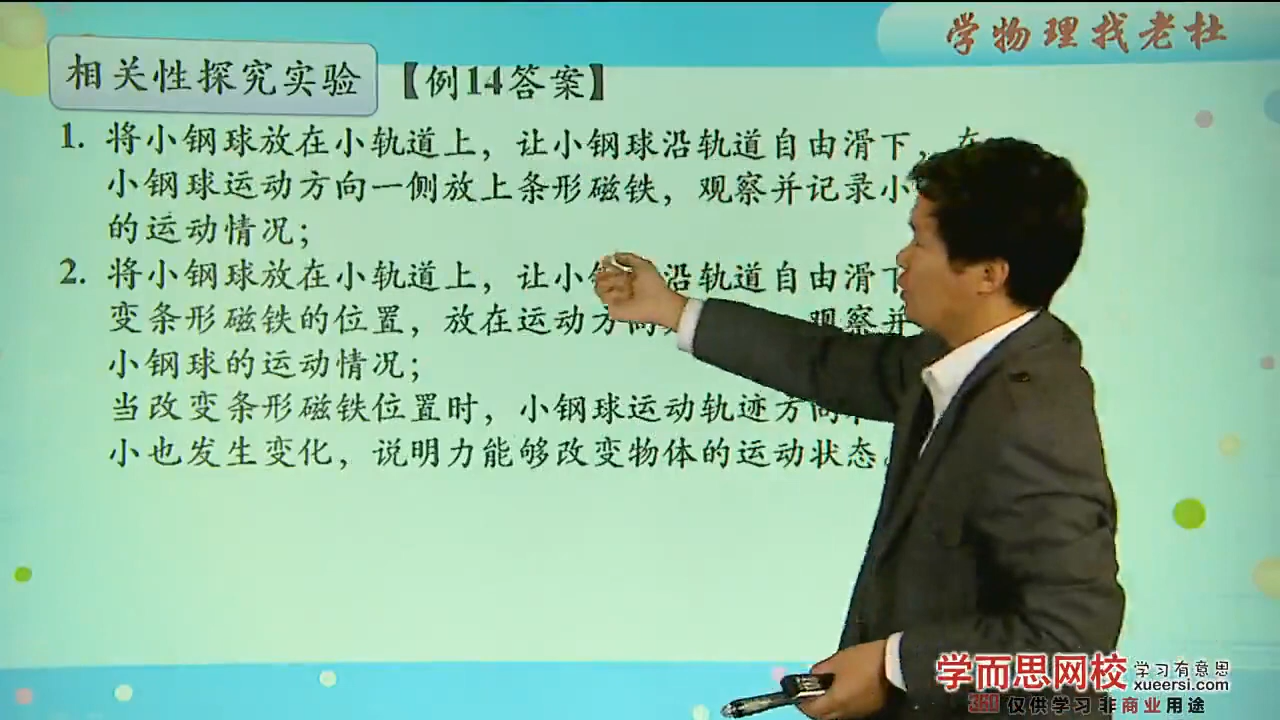 学物理找老杜
相关性探究实验 【例14答案】
1. 将小钢球放在小轨道上，让小钢球沿轨道自由滑下，在
小钢球运动方向一侧放上条形磁铁，观察并记录小
的运动情况；
2. 将小钢球放在小轨道上，让小 沿轨道自由滑下
变条形磁铁的位置，放在运动方向 观察并
小钢球的运动情况；
当改变条形磁铁位置时，小钢球运动轨迹方向
小也发生变化，说明力能够改变物体的运动状态。
学而思网校 学习有意思
xueersi.com
360 仅供学习 非商业用途